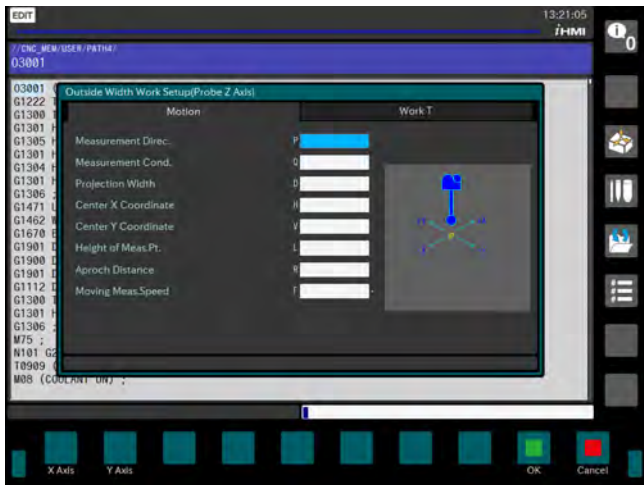 EDIT
13:21:05
iHMI
//CNC_MEM/USER/PATH4/
O3001
0
O3001 (
Outside Width Work Setup(Probe Z Axis)
G1222 T
Motion
Work T
G1300 T
G1301 H
G1305 H
Measurement Direc. P
G1301 H
Measurement Cond. Q
G1304 H
G1301 H
Projection Width D
G1306 ;
Center X Coordinate H
G1471 U
G1462 W
Center Y Coordinate V
G1670 B
G1901 D
Height of Meas.Pt. L
G1900 D
G1901 D
Aproch Distance R
G1112 D
Moving Meas.Speed F
G1300 T
G1301 H
G1306 ;
M75 ;
N101 G2
T0909 (
M08 (COOLANT ON) ;
X Axis
Y Axis
OK
Cancel